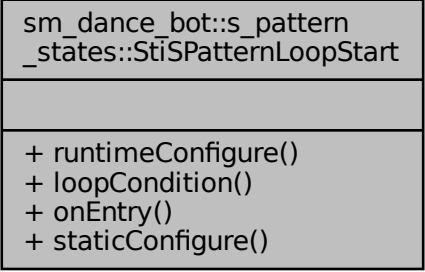 sm_dance_bot::s_pattern
_states::StiSPatternLoopStart
+ runtimeConfigure()
+ loopCondition()
+ onEntry()
+ staticConfigure()